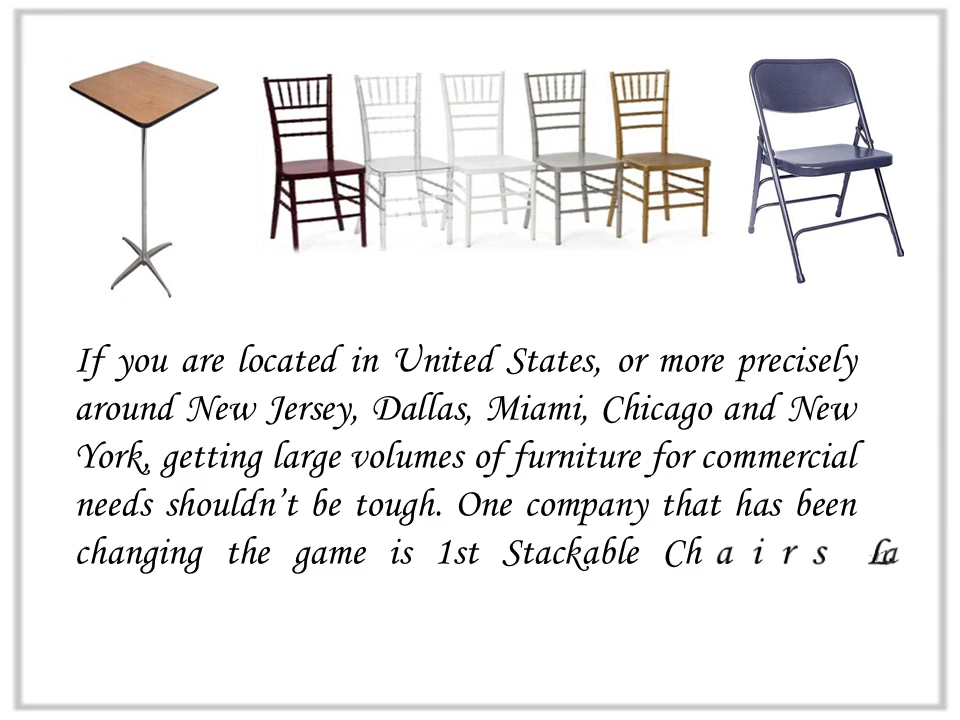 If you are located in United States, or more precisely
around New Jersey, Dallas, Miami, Chicago and New
York, getting large volumes of furniture for commercial
needs shouldn't be tough. One company that has been
changing the game is 1st Stackable Chairs